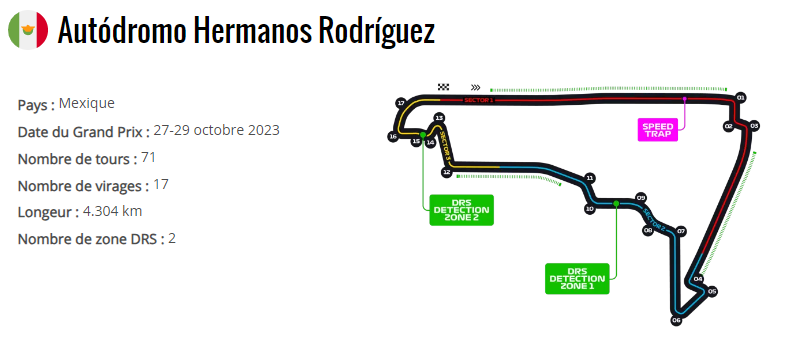 Autódromo Hermanos Rodríguez
Pays : Mexique
Date du Grand Prix : 27-29 octobre 2023
Nombre de tours : 71
Nombre de virages : 17
Longeur : 4.304 km
Nombre de zone DRS : 2
17
SECTOR 1
01
13
SPEED
TRAP
02
03
16
15
14
SECTOR 3
12
11
DRS
DETECTION
ZONE 2
10
09
SECTOR 2
08
07
DRS
DETECTION
ZONE 1
04
05
06